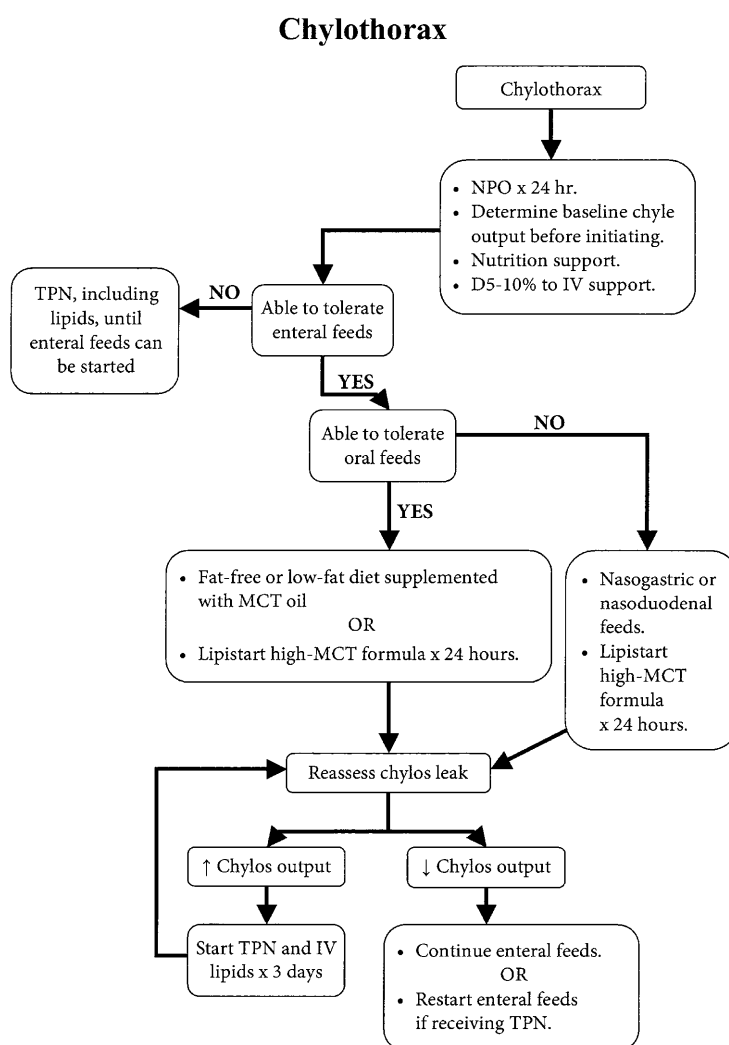 Chylothorax
Chylothorax
• NPO x 24 hr.
• Determine baseline chyle
output before initiating.
• Nutrition support.
• D5-10% to IV support.
NO
TPN, including
lipids, until
enteral feeds can
be started
Able to tolerate
enteral feeds
YES
Able to tolerate
oral feeds
NO
YES
• Fat-free or low-fat diet supplemented
with MCT oil
OR
• Lipistart high-MCT formula x 24 hours.
• Nasogastric or
nasoduodenal
feeds.
• Lipistart
high-MCT
formula
x 24 hours.
Reassess chylos leak
↑ Chylos output
↓ Chylos output
Start TPN and IV
lipids x 3 days
• Continue enteral feeds.
OR
• Restart enteral feeds
if receiving TPN.